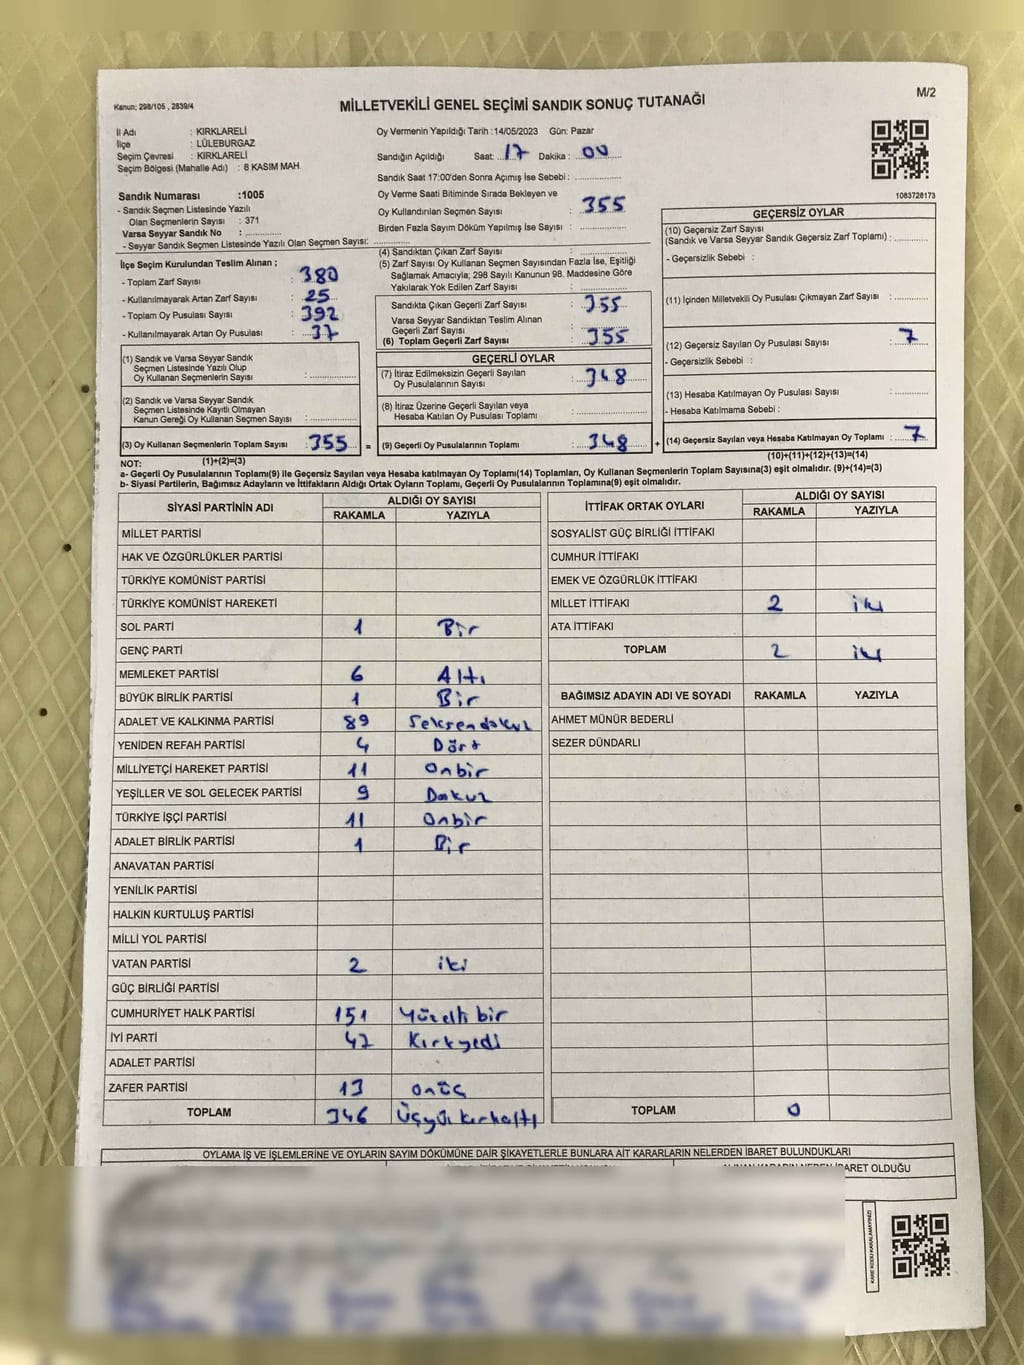 Kanun; 298/105 , 2839/4
MİLLETVEKİLİ GENEL SEÇİMİ SANDIK SONUÇ TUTANAĞI
M/2
İl Adı : KIRKLARELİ
İlçe : LÜLEBURGAZ
Seçim Çevresi : KIRKLARELİ
Seçim Bölgesi (Mahalle Adı) : 8 KASIM MAH.
Sandık Numarası :1005
- Sandık Seçmen Listesinde Yazılı
Olan Seçmenlerin Sayısı : 371
Varsa Seyyar Sandık No :
- Seyyar Sandık Seçmen Listesinde Yazılı Olan Seçmen Sayısı:
Oy Vermenin Yapıldığı Tarih :14/05/2023 Gün: Pazar
Sandığın Açıldığı Saat: 17 Dakika : 00
Sandık Saat 17:00'den Sonra Açımış İse Sebebi :
Oy Verme Saati Bitiminde Sırada Bekleyen ve
Oy Kullandırılan Seçmen Sayısı : 355
Birden Fazla Sayım Döküm Yapılmış İse Sayısı :
1083728173
İlçe Seçim Kurulundan Teslim Alınan ;
- Toplam Zarf Sayısı : 380
- Kullanılmayarak Artan Zarf Sayısı : 25
- Toplam Oy Pusulası Sayısı : 392
- Kullanılmayarak Artan Oy Pusulası : 37
(4) Sandıktan Çıkan Zarf Sayısı :
(5) Zarf Sayısı Oy Kullanan Seçmen Sayısından Fazla İse, Eşitliği
Sağlamak Amacıyla; 298 Sayılı Kanunun 98. Maddesine Göre
Yakılarak Yok Edilen Zarf Sayısı :
Sandıkta Çıkan Geçerli Zarf Sayısı : 355
Varsa Seyyar Sandıktan Teslim Alınan
Geçerli Zarf Sayısı :
(6) Toplam Geçerli Zarf Sayısı : 355
GEÇERSİZ OYLAR
(10) Geçersiz Zarf Sayısı
(Sandık ve Varsa Seyyar Sandık Geçersiz Zarf Toplamı) :
- Geçersizlik Sebebi :
(11) İçinden Milletvekili Oy Pusulası Çıkmayan Zarf Sayısı :
(12) Geçersiz Sayılan Oy Pusulası Sayısı : 7
- Geçersizlik Sebebi :
(13) Hesaba Katılmayan Oy Pusulası Sayısı :
- Hesaba Katılmama Sebebi :
(1) Sandık ve Varsa Seyyar Sandık
Seçmen Listesinde Yazılı Olup
Oy Kullanan Seçmenlerin Sayısı :
(2) Sandık ve Varsa Seyyar Sandık
Seçmen Listesinde Kayıtlı Olmayan
Kanun Gereği Oy Kullanan Seçmen Sayısı :
GEÇERLİ OYLAR
(7) İtiraz Edilmeksizin Geçerli Sayılan
Oy Pusulalarının Sayısı : 348
(8) İtiraz Üzerine Geçerli Sayılan veya
Hesaba Katılan Oy Pusulası Toplamı :
(3) Oy Kullanan Seçmenlerin Toplam Sayısı : 355 = (9) Geçerli Oy Pusulalarının Toplamı : 348 + (14) Geçersiz Sayılan veya Hesaba Katılmayan Oy Toplamı : 7
NOT: (1)+(2)=(3) (10)+(11)+(12)+(13)=(14)
a- Geçerli Oy Pusulalarının Toplamı(9) ile Geçersiz Sayılan veya Hesaba katılmayan Oy Toplamı(14) Toplamları, Oy Kullanan Seçmenlerin Toplam Sayısına(3) eşit olmalıdır. (9)+(14)=(3)
b- Siyasi Partilerin, Bağımsız Adayların ve İttifakların Aldığı Ortak Oyların Toplamı, Geçerli Oy Pusulalarının Toplamına(9) eşit olmalıdır.
SİYASİ PARTİNİN ADI ALDIĞI OY SAYISI
RAKAMLA YAZIYLA
MİLLET PARTİSİ
HAK VE ÖZGÜRLÜKLER PARTİSİ
TÜRKİYE KOMÜNİST PARTİSİ
TÜRKİYE KOMÜNİST HAREKETİ
SOL PARTİ 1 Bir
GENÇ PARTİ
MEMLEKET PARTİSİ 6 Altı
BÜYÜK BİRLİK PARTİSİ 1 Bir
ADALET VE KALKINMA PARTİSİ 89 Seksendokuz
YENİDEN REFAH PARTİSİ 4 Dört
MİLLİYETÇİ HAREKET PARTİSİ 11 Onbir
YEŞİLLER VE SOL GELECEK PARTİSİ 9 Dokuz
TÜRKİYE İŞÇİ PARTİSİ 11 Onbir
ADALET BİRLİK PARTİSİ 1 Bir
ANAVATAN PARTİSİ
YENİLİK PARTİSİ
HALKIN KURTULUŞ PARTİSİ
MİLLİ YOL PARTİSİ
VATAN PARTİSİ 2 iki
GÜÇ BİRLİĞİ PARTİSİ
CUMHURİYET HALK PARTİSİ 151 Yüzelli bir
İYİ PARTİ 47 Kırkyedi
ADALET PARTİSİ
ZAFER PARTİSİ 13 onüç
TOPLAM 346 Üçyüzkırkaltı
İTTİFAK ORTAK OYLARI ALDIĞI OY SAYISI
RAKAMLA YAZIYLA
SOSYALİST GÜÇ BİRLİĞİ İTTİFAKI
CUMHUR İTTİFAKI
EMEK VE ÖZGÜRLÜK İTTİFAKI
MİLLET İTTİFAKI 2 iki
ATA İTTİFAKI
TOPLAM 2 iki
BAĞIMSIZ ADAYIN ADI VE SOYADI RAKAMLA YAZIYLA
AHMET MÜNÜR BEDERLİ
SEZER DÜNDARLI
TOPLAM 0
OYLAMA İŞ VE İŞLEMLERİNE VE OYLARIN SAYIM DÖKÜMÜNE DAİR ŞİKAYETLERLE BUNLARA AİT KARARLARIN NELERDEN İBARET BULUNDUKLARI
OLDUĞU
KARE KODU KARALAMAYINIZ!